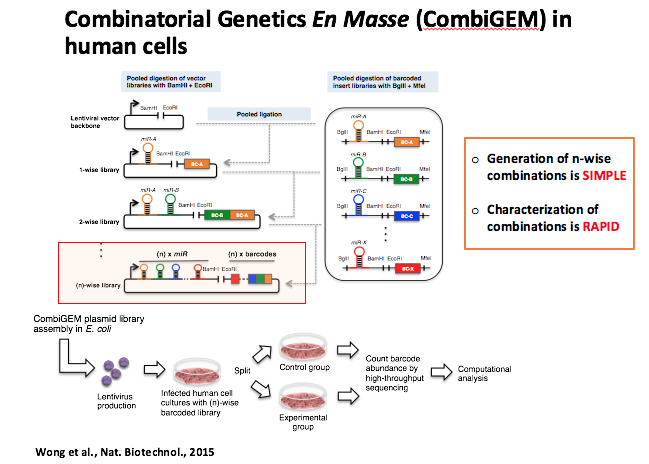 Combinatorial Genetics En Masse (CombiGEM) in
human cells
Pooled digestion of vector
libraries with BamHI + EcoRI
Pooled digestion of barcoded
insert libraries with BglII + MfeI
Lentiviral vector
backbone
BamHI EcoRI
Pooled ligation
miR-A
BamHI EcoRI
BC-A
1-wise library
miR-A miR-B
BamHI EcoRI
BC-B BC-A
2-wise library
(n) x miR (n) x barcodes
BamHI EcoRI
(n)-wise library
miR-A
BglII BamHI EcoRI MfeI
BC-A
miR-B
BglII BamHI EcoRI MfeI
BC-B
miR-C
BglII BamHI EcoRI MfeI
BC-C
miR-X
BglII BamHI EcoRI MfeI
BC-X
Generation of n-wise
combinations is SIMPLE
Characterization of
combinations is RAPID
CombiGEM plasmid library
assembly in E. coli
Lentivirus
production
Infected human cell
cultures with (n)-wise
barcoded library
Split
Control group
Experimental
group
Count barcode
abundance by
high-throughput
sequencing
Computational
analysis
Wong et al., Nat. Biotechnol., 2015